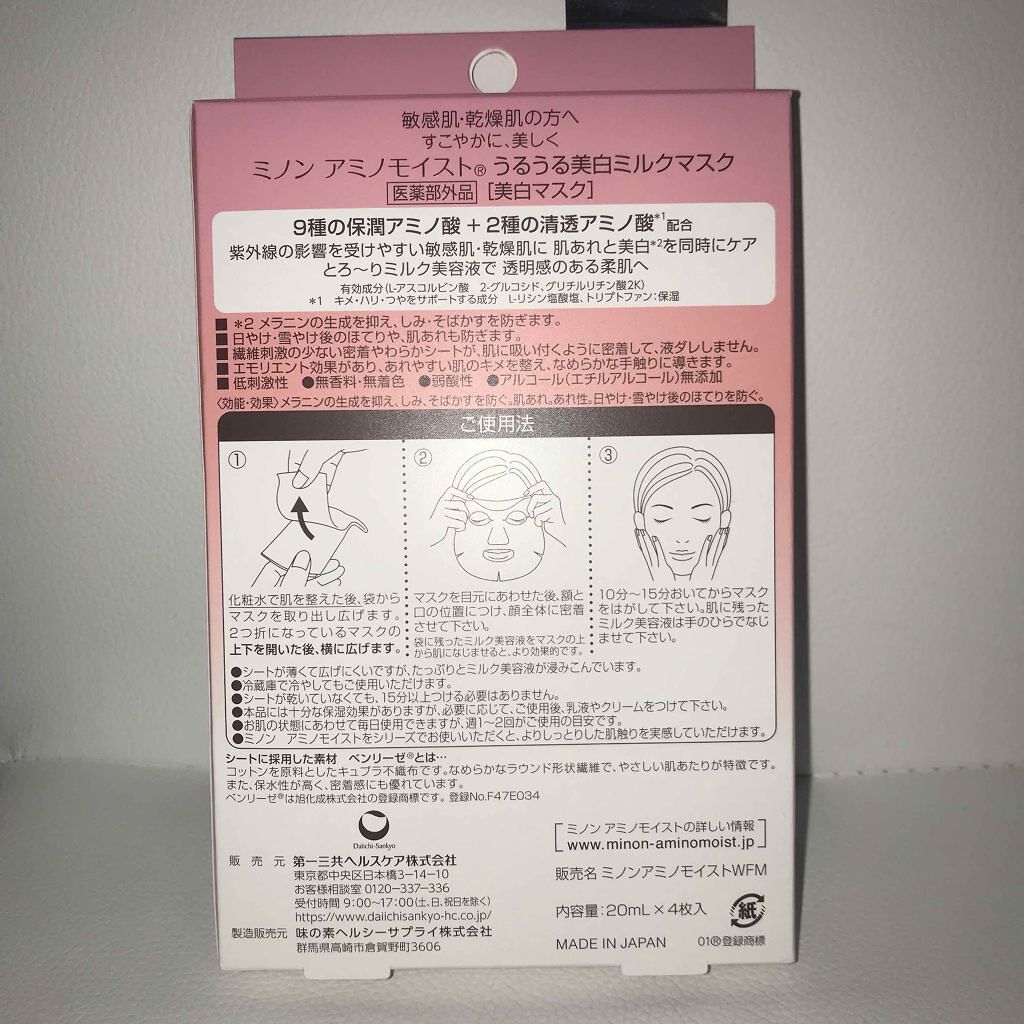 敏感肌・乾燥肌の方へ
すこやかに、美しく
ミノン アミノモイスト® うるうる美白ミルクマスク
医薬部外品 [美白マスク]
9種の保潤アミノ酸 + 2種の清透アミノ酸*1配合
紫外線の影響を受けやすい敏感肌・乾燥肌に 肌あれと美白*2を同時にケア
とろ〜りミルク美容液で 透明感のある柔肌へ
有効成分(L-アスコルビン酸 2-グルコシド、グリチルリチン酸2K)
*1 キメ・ハリ・つやをサポートする成分 L-リシン塩酸塩、トリプトファン:保湿
■ *2 メラニンの生成を抑え、しみ・そばかすを防ぎます。
■ 日やけ・雪やけ後のほてりや、肌あれも防ぎます。
■ 繊維刺激の少ない密着やわらかシートが、肌に吸い付くように密着して、液ダレしません。
■ エモリエント効果があり、あれやすい肌のキメを整え、なめらかな手触りに導きます。
■ 低刺激性 ●無香料・無着色 ●弱酸性 ●アルコール(エチルアルコール)無添加
〈効能・効果〉メラニンの生成を抑え、しみ、そばかすを防ぐ。肌あれ。あれ性。日やけ・雪やけ後のほてりを防ぐ。
ご使用法
①
化粧水で肌を整えた後、袋から
マスクを取り出し広げます。
2つ折になっているマスクの
上下を開いた後、横に広げます。
②
マスクを目元にあわせた後、額と
口の位置につけ、顔全体に密着
させて下さい。
袋に残ったミルク美容液をマスクの上
から肌になじませると、より効果的です。
③
10分〜15分おいてからマスク
をはがして下さい。肌に残った
ミルク美容液は手のひらでなじ
ませて下さい。
●シートが薄くて広げにくいですが、たっぷりとミルク美容液が浸みこんでいます。
●冷蔵庫で冷やしてもご使用いただけます。
●シートが乾いていなくても、15分以上つける必要はありません。
●本品には十分な保湿効果がありますが、必要に応じて、ご使用後、乳液やクリームをつけて下さい。
●お肌の状態にあわせて毎日使用できますが、週1〜2回がご使用の目安です。
●ミノン アミノモイストをシリーズでお使いいただくと、よりしっとりした肌触りを実感していただけます。
シートに採用した素材 ベンリーゼ®とは…
コットンを原料としたキュプラ不織布です。なめらかなラウンド形状繊維で、やさしい肌あたりが特徴です。
また、保水性が高く、密着感にも優れています。
ベンリーゼ®は旭化成株式会社の登録商標です。登録No.F47E034
Daiichi-Sankyo
販売元 第一三共ヘルスケア株式会社
東京都中央区日本橋3-14-10
お客様相談室 0120-337-336
受付時間 9:00〜17:00(土、日、祝日を除く)
https://www.daiichisankyo-hc.co.jp/
製造販売元 味の素ヘルシーサプライ株式会社
群馬県高崎市倉賀野町3606
[ミノン アミノモイストの詳しい情報
www.minon-aminomoist.jp]
販売名 ミノンアミノモイストWFM
内容量:20mL×4枚入
紙
MADE IN JAPAN 01®登録商標